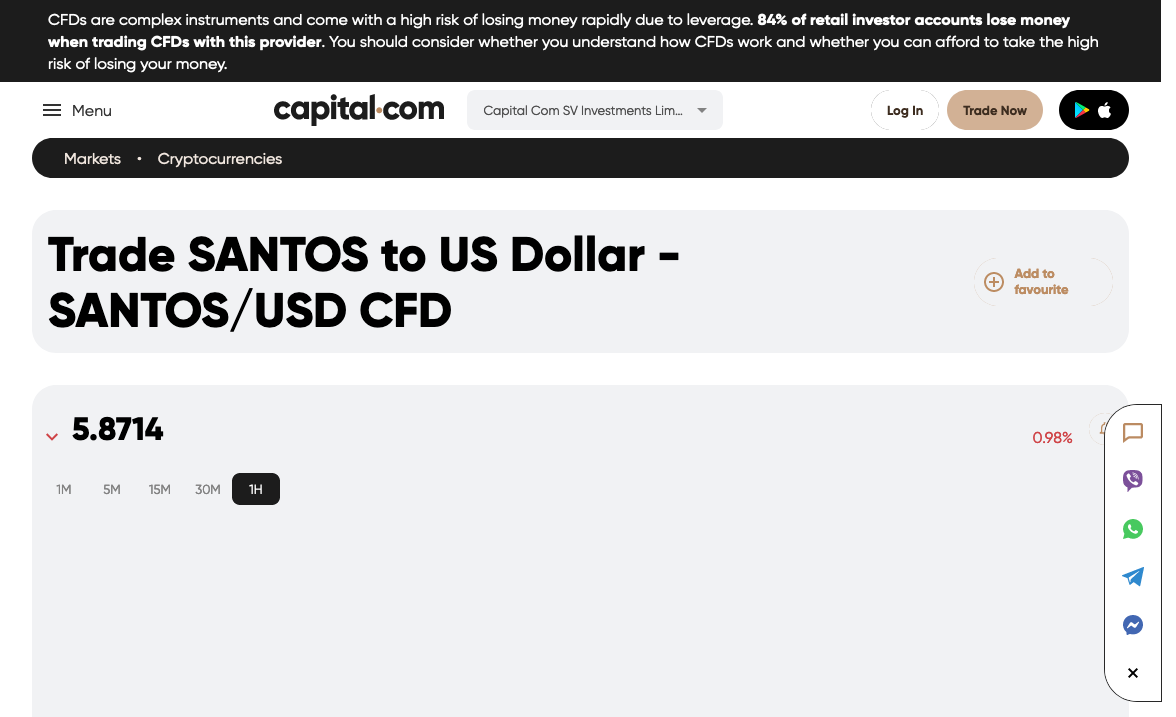 CFDs are complex instruments and come with a high risk of losing money rapidly due to leverage. 84% of retail investor accounts lose money
when trading CFDs with this provider. You should consider whether you understand how CFDs work and whether you can afford to take the high
risk of losing your money.
Menu
capital.com
Capital Com SV Investments Lim...
Log In
Trade Now
Markets • Cryptocurrencies
Trade SANTOS to US Dollar -
SANTOS/USD CFD
Add to
favourite
5.8714
0.98%
1M 5M 15M 30M 1H